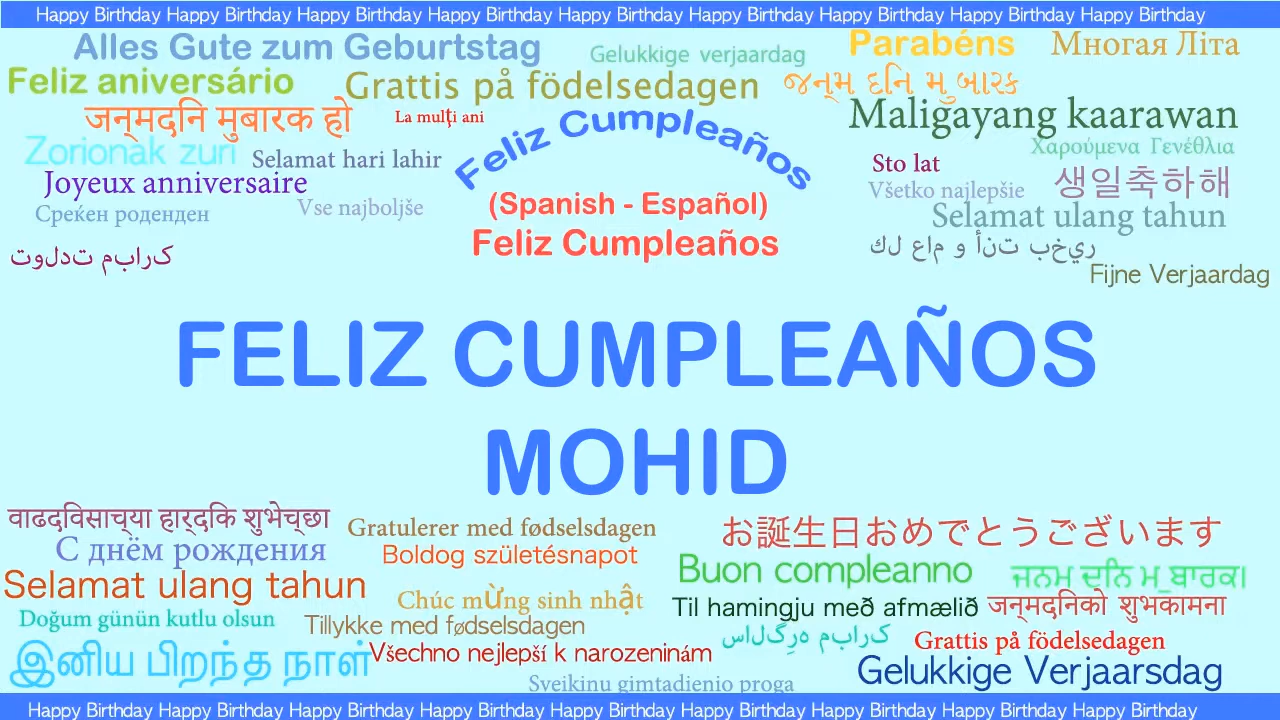 Happy Birthday Happy Birthday Happy Birthday Happy Birthday Happy Birthday Happy Birthday Happy Birthday Happy Birthday Happy Birthday
Alles Gute zum Geburtstag
Gelukkige verjaardag
Parabéns
Многая Літа
Feliz aniversário
Grattis på födelsedagen
જન્મ દિન મુબારક
जन्मदिन मुबारक हो
La mulţi ani
Feliz Cumpleaños
Maligayang kaarawan
Zorionak zuri
Selamat hari lahir
Sto lat
Χαρούμενα Γενέθλια
Joyeux anniversaire
Všetko najlepšie
생일축하해
Среќен роденден
Vse najboljše
(Spanish - Español)
Selamat ulang tahun
Feliz Cumpleaños
تولدت مبارک
كل عام و أنت بخير
Fijne Verjaardag
FELIZ CUMPLEAÑOS
MOHID
वाढदिवसाच्या हार्दिक शुभेच्छा
Gratulerer med fødselsdagen
お誕生日おめでとうございます
С днём рождения
Boldog születésnapot
Buon compleanno
ਜਨਮ ਦਿਨ ਮੁਬਾਰਕ।
Selamat ulang tahun
Chúc mừng sinh nhật
Til hamingju með afmælið
जन्मदिनको शुभकामना
Doğum günün kutlu olsun
Tillykke med fødselsdagen
سالگرہ مبارک
Grattis på födelsedagen
இனிய பிறந்த நாள்
Všechno nejlepší k narozeninám
Gelukkige Verjaarsdag
Sveikinu gimtadienio proga
Happy Birthday Happy Birthday Happy Birthday Happy Birthday Happy Birthday Happy Birthday Happy Birthday Happy Birthday Happy Birthday